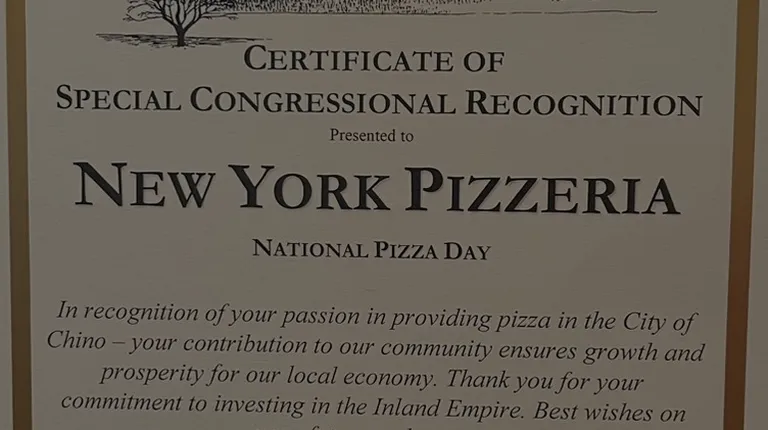 CERTIFICATE OF
SPECIAL CONGRESSIONAL RECOGNITION
Presented to
NEW YORK PIZZERIA
NATIONAL PIZZA DAY
In recognition of your passion in providing pizza in the City of
Chino – your contribution to our community ensures growth and
prosperity for our local economy. Thank you for your
commitment to investing in the Inland Empire. Best wishes on